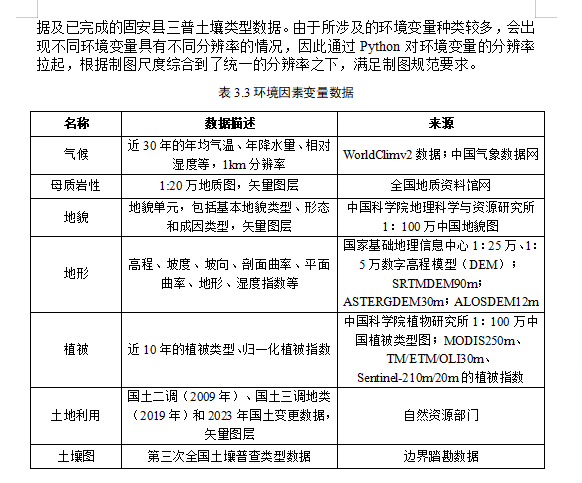 据及已完成的固安县三普土壤类型数据。由于所涉及的环境变量种类较多，会出
现不同环境变量具有不同分辨率的情况，因此通过 Python 对环境变量的分辨率
拉起，根据制图尺度综合到了统一的分辨率之下，满足制图规范要求。
表 3.3 环境因素变量数据
名称 数据描述 来源
气候
近 30 年的年均气温、年降水量、相对
湿度等，1km 分辨率
WorldClimv2 数据；中国气象数据网
母质岩性 1:20 万地质图，矢量图层 全国地质资料馆网
地貌
地貌单元，包括基本地貌类型、形态
和成因类型，矢量图层
中国科学院地理科学与资源研究所
1：100 万中国地貌图
地形
高程、坡度、坡向、剖面曲率、平面
曲率、地形、湿度指数等
国家基础地理信息中心 1：25 万、1：
5 万数字高程模型（DEM）；
SRTMDEM90m；
ASTERGDEM30m；ALOSDEM12m
植被
近 10 年的植被类型、归一化植被指数
中国科学院植物研究所 1：100 万中
国植被类型图；MODIS250m、
TM/ETM/OLI30m、
Sentinel-210m/20m 的植被指数
土地利用
国土二调（2009 年）、国土三调地类
（2019 年）和 2023 年国土变更数据，
矢量图层
自然资源部门
土壤图 第三次全国土壤普查类型数据 边界踏勘数据